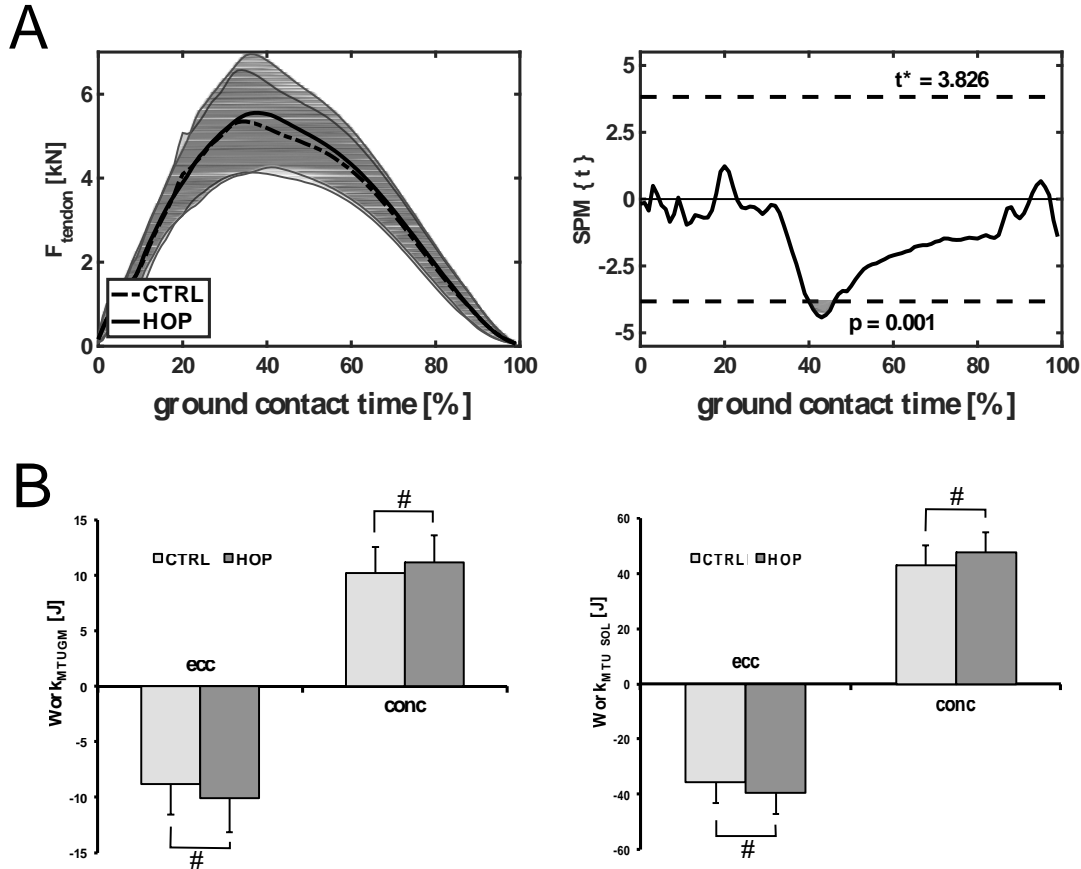 A
F tendon [kN]
6
4
2
0
CTRL
HOP
0 20 40 60 80 100
ground contact time [%]
SPM { t }
5
2.5
0
-2.5
-5
t* = 3.826
p = 0.001
0 20 40 60 80 100
ground contact time [%]
B
Work MTU GM [J]
15
10
5
0
-5
-10
-15
CTRL HOP
#
ecc
conc
#
Work MTU SOL [J]
60
40
20
0
-20
-40
-60
CTRL HOP
#
ecc
conc
#